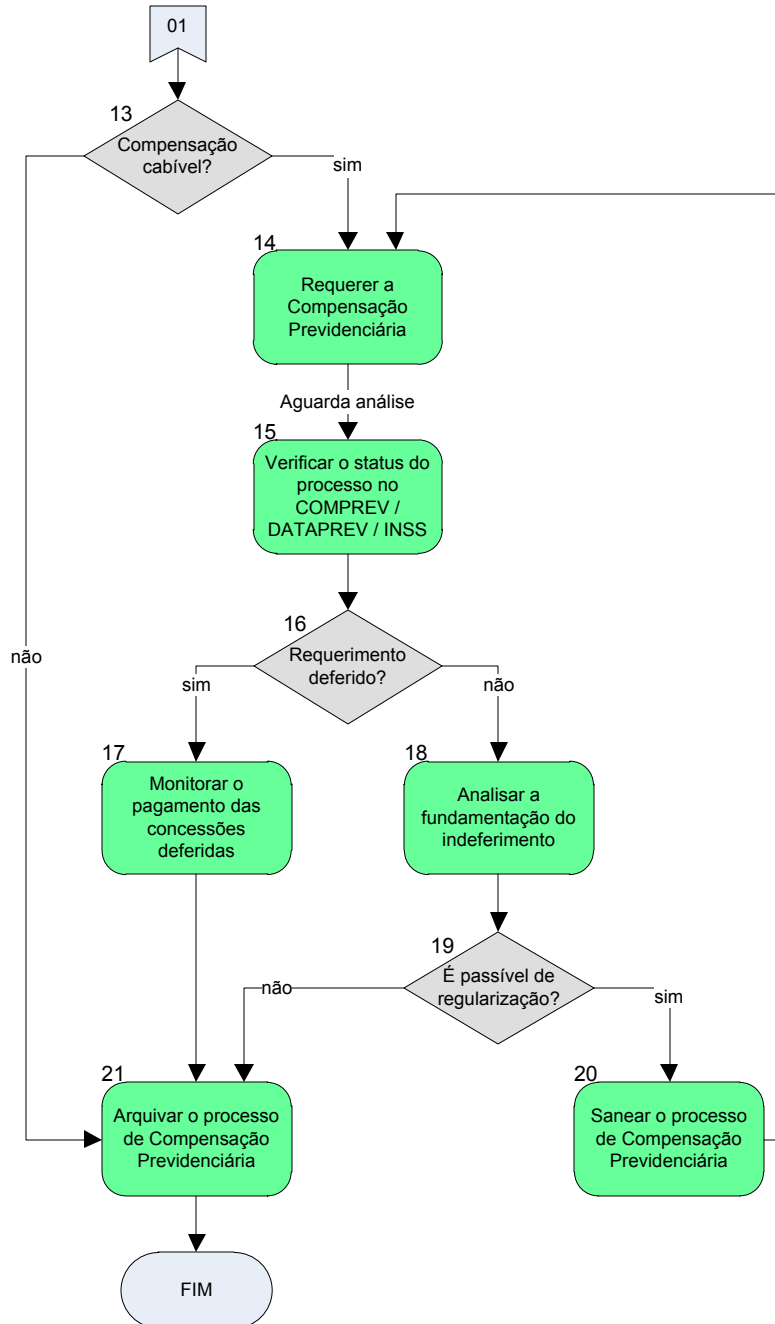 01
13
Compensação
cabível?
sim
14
Requerer a
Compensação
Previdenciária
Aguarda análise
15
Verificar o status do
processo no
COMPREV /
DATAPREV / INSS
16
Requerimento
deferido?
não
sim
não
17
Monitorar o
pagamento das
concessões
deferidas
18
Analisar a
fundamentação do
indeferimento
19
É passível de
regularização?
não
sim
21
Arquivar o processo
de Compensação
Previdenciária
20
Sanear o processo
de Compensação
Previdenciária
FIM